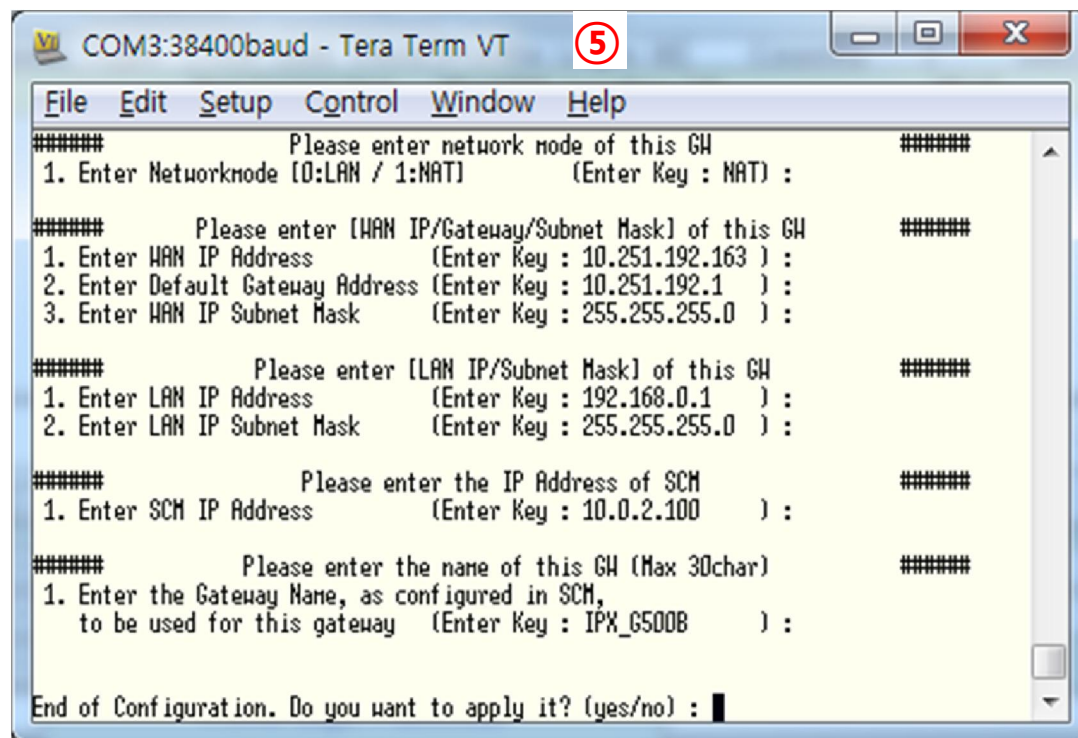 COM3:38400baud - Tera Term VT ⑤
File Edit Setup Control Window Help
###### Please enter network mode of this GW ######
1. Enter Networkmode [0:LAN / 1:NAT] (Enter Key : NAT) :
###### Please enter [WAN IP/Gateway/Subnet Mask] of this GW ######
1. Enter WAN IP Address (Enter Key : 10.251.192.163 ) :
2. Enter Default Gateway Address (Enter Key : 10.251.192.1 ) :
3. Enter WAN IP Subnet Mask (Enter Key : 255.255.255.0 ) :
###### Please enter [LAN IP/Subnet Mask] of this GW ######
1. Enter LAN IP Address (Enter Key : 192.168.0.1 ) :
2. Enter LAN IP Subnet Mask (Enter Key : 255.255.255.0 ) :
###### Please enter the IP Address of SCM ######
1. Enter SCM IP Address (Enter Key : 10.0.2.100 ) :
###### Please enter the name of this GW (Max 30char) ######
1. Enter the Gateway Name, as configured in SCM,
to be used for this gateway (Enter Key : IPX_G500B ) :
End of Configuration. Do you want to apply it? (yes/no) :